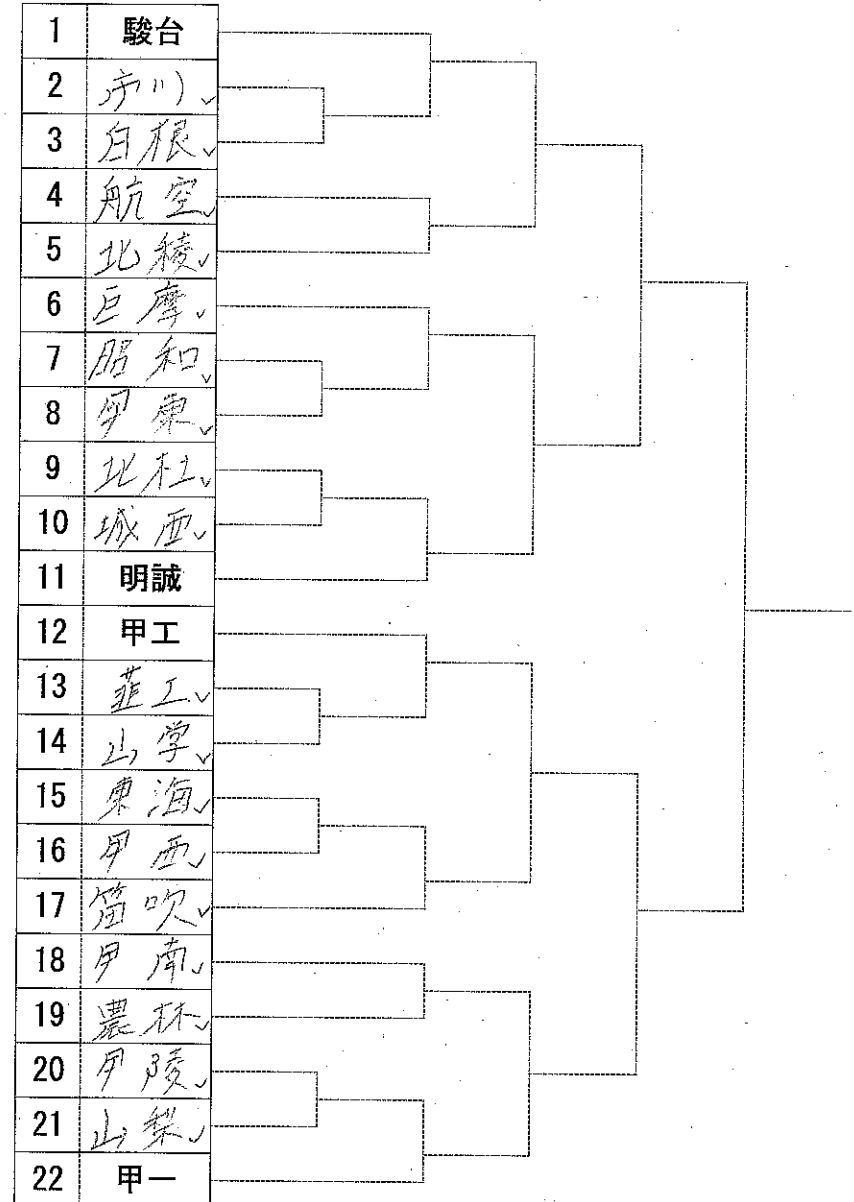 1 駿台
2 市川 ✓
3 白根 ✓
4 航空 ✓
5 北稜 ✓
6 巨摩 ✓
7 昭和 ✓
8 甲東 ✓
9 北杜 ✓
10 城西 ✓
11 明誠
12 甲工
13 韮工 ✓
14 山学 ✓
15 東海 ✓
16 甲西 ✓
17 笛吹 ✓
18 甲南 ✓
19 農林 ✓
20 甲陵 ✓
21 山梨 ✓
22 甲一